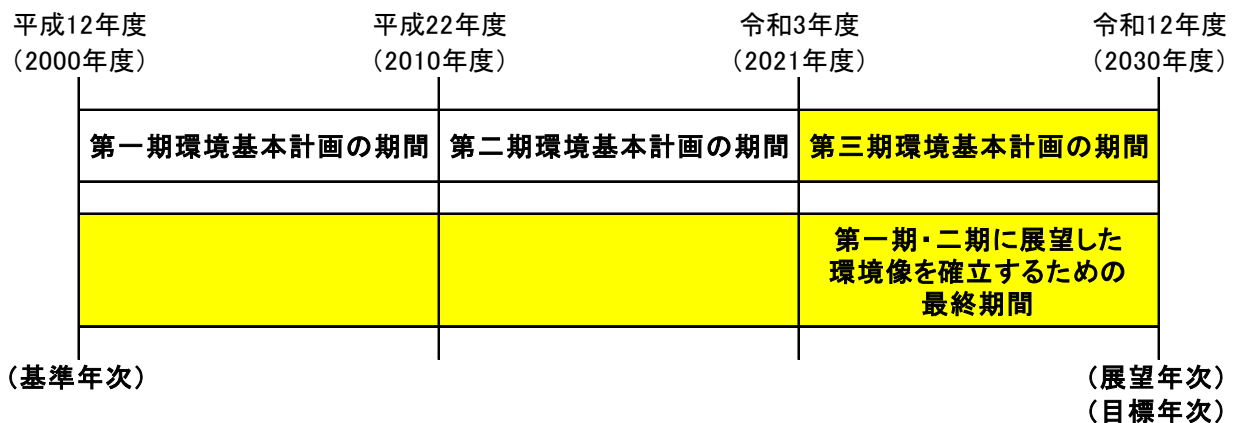 平成12年度 平成22年度 令和3年度 令和12年度
（2000年度） （2010年度） （2021年度） （2030年度）
第一期環境基本計画の期間 第二期環境基本計画の期間 第三期環境基本計画の期間
第一期・二期に展望した
環境像を確立するための
最終期間
（基準年次） （展望年次）
（目標年次）